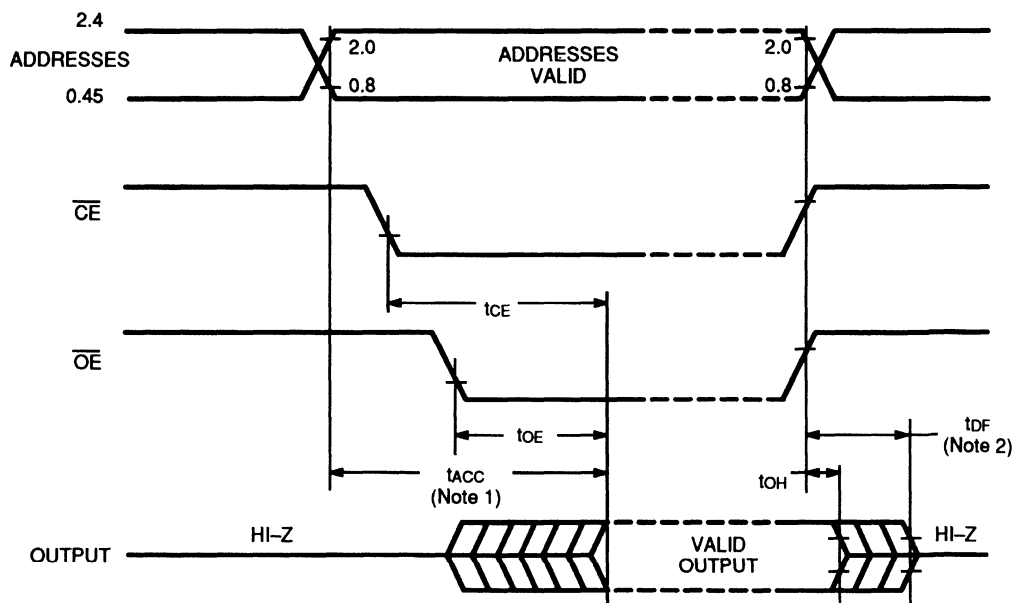 2.4
ADDRESSES
0.45
2.0
0.8
ADDRESSES
VALID
2.0
0.8
CE
tCE
OE
tOE
tACC
(Note 1)
tDF
(Note 2)
tOH
OUTPUT
HI–Z
VALID
OUTPUT
HI–Z